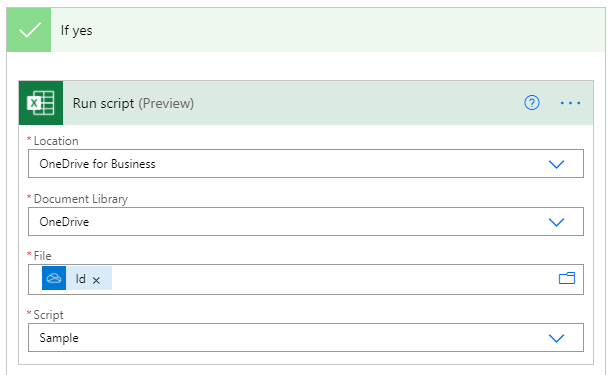 If yes
Run script (Preview)
* Location
OneDrive for Business
* Document Library
OneDrive
* File
Id ×
* Script
Sample